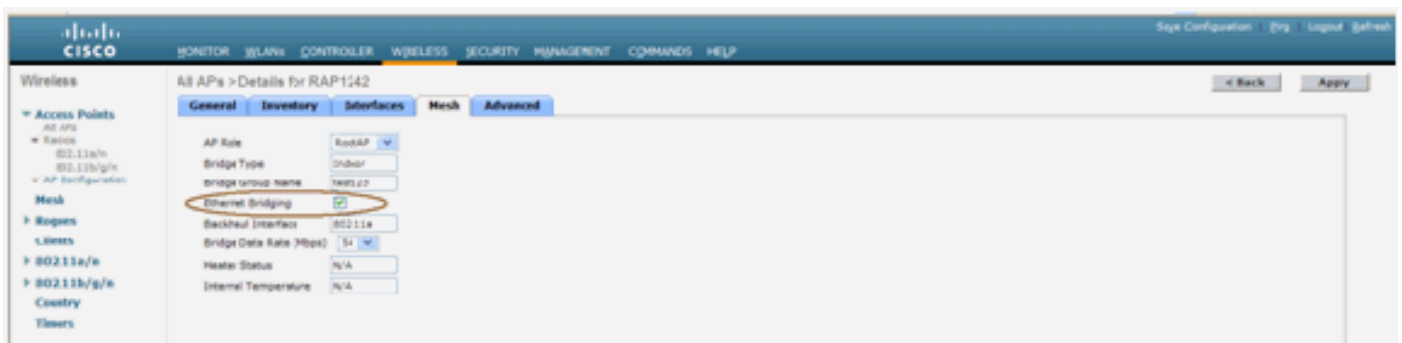 Save Configuration | Ping | Logout Refresh
CISCO
MONITOR WLANs CONTROLLER WIRELESS SECURITY MANAGEMENT COMMANDS HELP
Wireless
All APs > Details for RAP1242
< Back
Apply
General Interfaces Mesh Advanced
Inventory
Access Points
All APs
Radios
802.11a/n
802.11b/g/n
AP Configuration
Mesh
Rogues
Clients
802.11a/n
802.11b/g/n
Country
Timers
AP Role RootAP
Bridge Type Indoor
Bridge Group Name
Ethernet Bridging
Backhaul Interface 802.11a
Bridge Data Rate (Mbps) 54
Heater Status N/A
Internal Temperature N/A